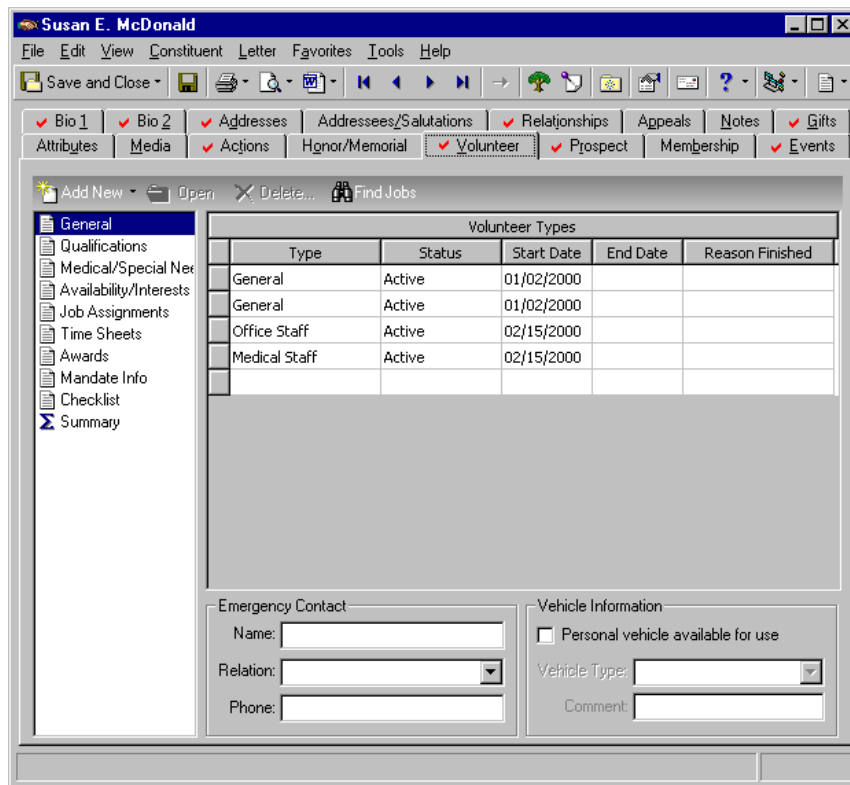 Susan E. McDonald
File Edit View Constituent Letter Favorites Tools Help
Save and Close
Bio 1 Bio 2 Addresses Addressees/Salutations Relationships Appeals Notes Gifts
Attributes Media Actions Honor/Memorial Volunteer Prospect Membership Events
Add New Open Delete... Find Jobs
General
Qualifications
Medical/Special Nee
Availability/Interests
Job Assignments
Time Sheets
Awards
Mandate Info
Checklist
Σ Summary
Volunteer Types
Type Status Start Date End Date Reason Finished
General Active 01/02/2000
General Active 01/02/2000
Office Staff Active 02/15/2000
Medical Staff Active 02/15/2000
Emergency Contact
Name:
Relation:
Phone:
Vehicle Information
Personal vehicle available for use
Vehicle Type:
Comment: